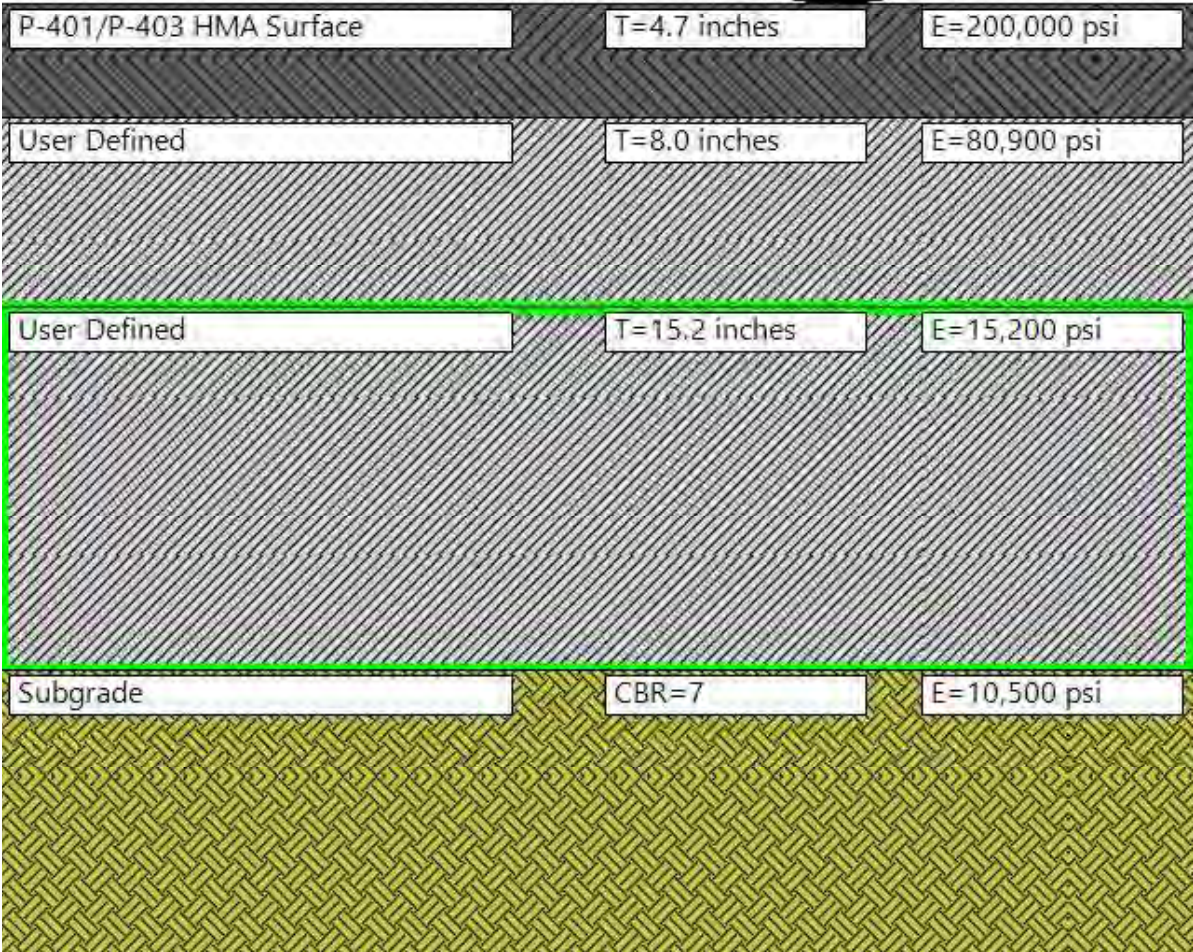 P-401/P-403 HMA Surface T=4.7 inches E=200,000 psi
User Defined T=8.0 inches E=80,900 psi
User Defined T=15.2 inches E=15,200 psi
Subgrade CBR=7 E=10,500 psi